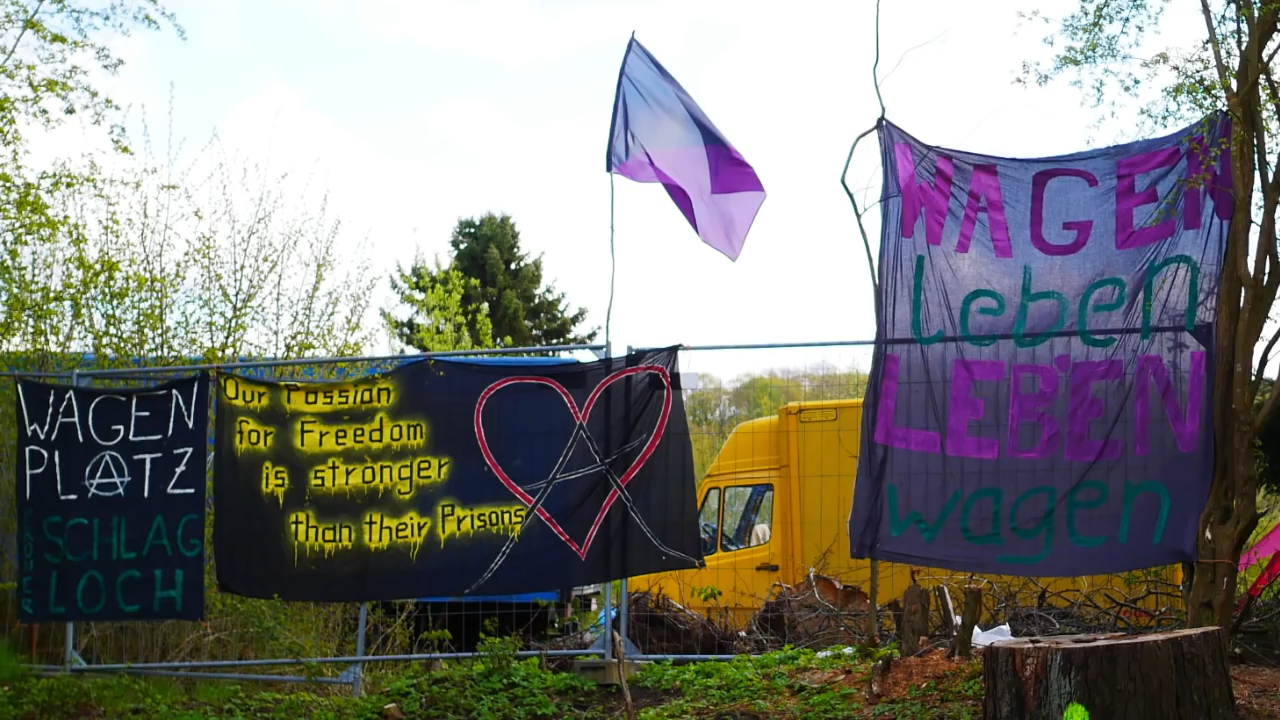 WAGEN
PLATZ
SCHLAG
LOCH
Our Passion
for Freedom
is stronger
than their Prisons
WAGEN
leben
LEBEN
wagen